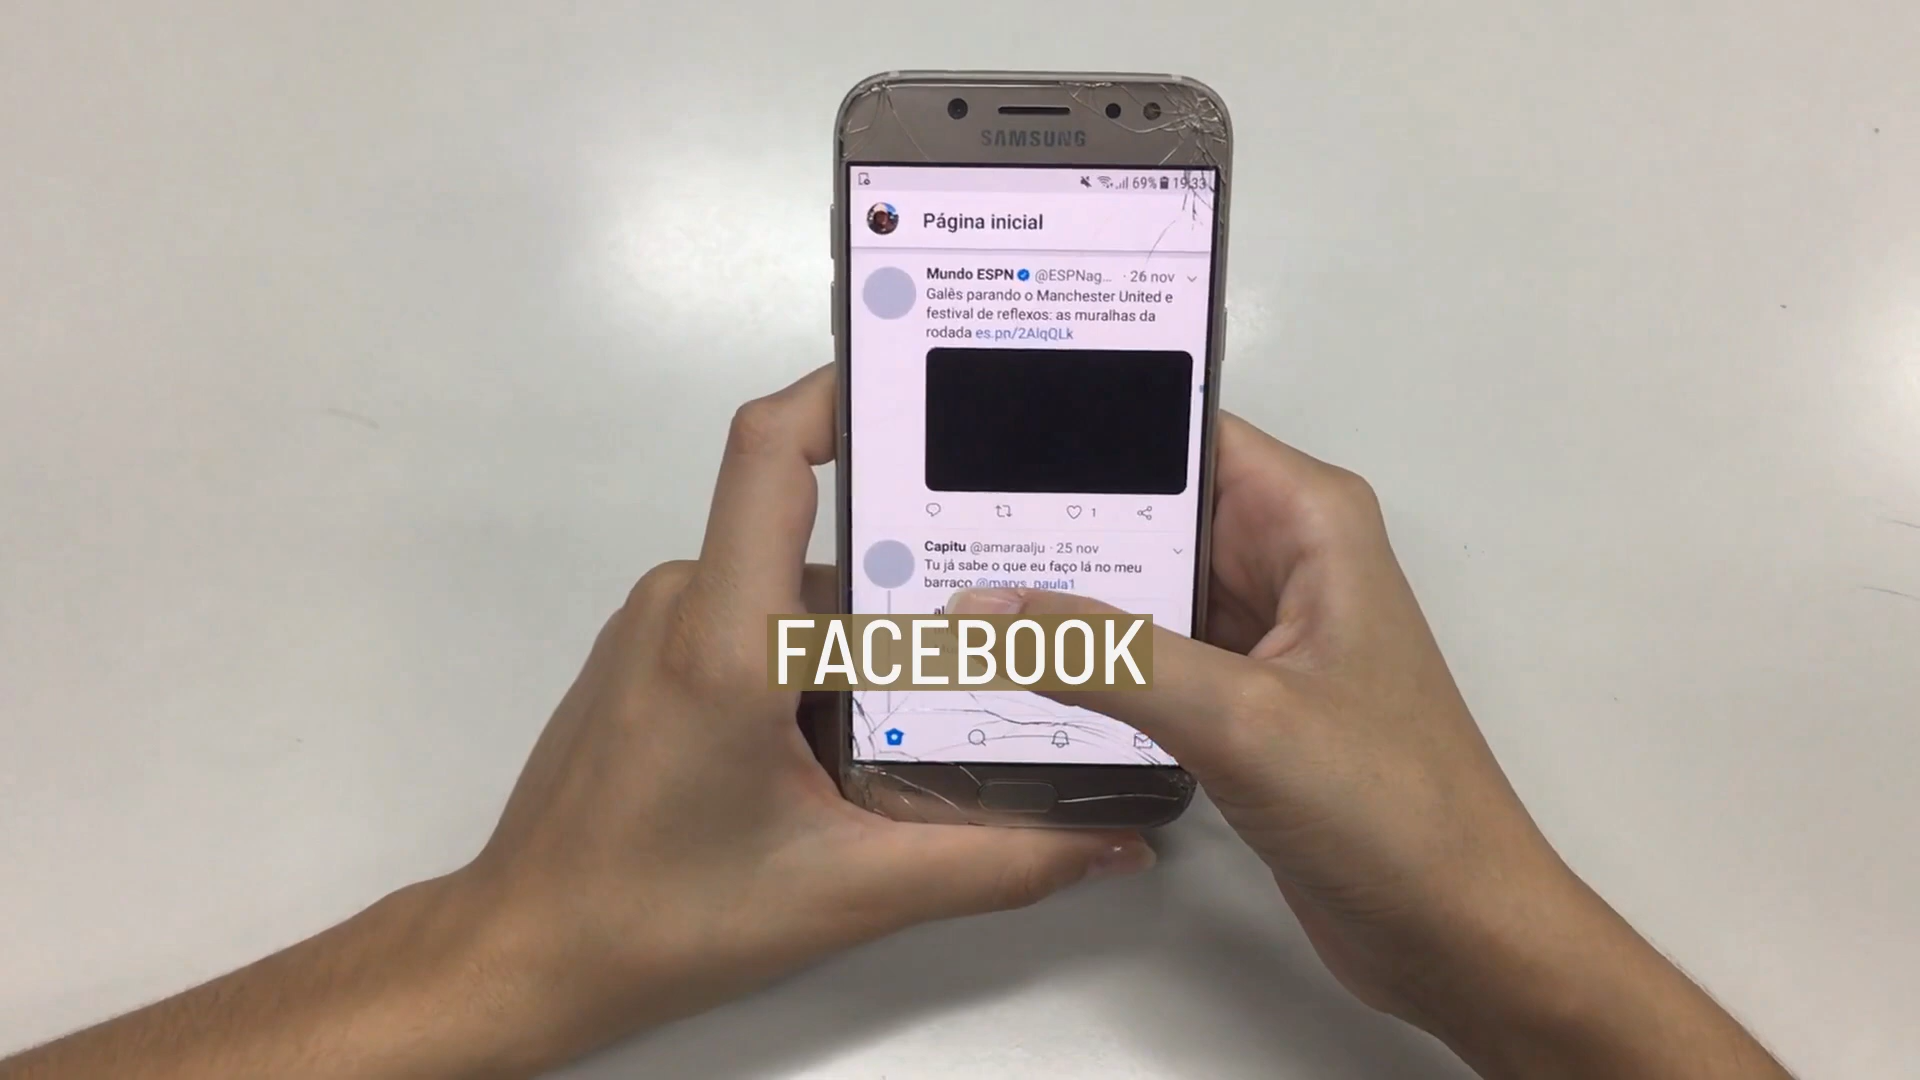 SAMSUNG
69% 19:33
Página inicial
Mundo ESPN @ESPNag... · 26 nov
Galês parando o Manchester United e
festival de reflexos: as muralhas da
rodada es.pn/2AlqQLk
1
Capitu @amaraalju · 25 nov
Tu já sabe o que eu faço lá no meu
barraco @marys_paula1
FACEBOOK